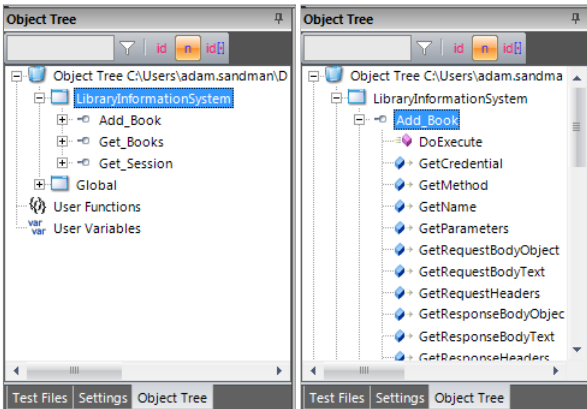 Object Tree
id n id[·]
Object Tree C:\Users\adam.sandman\D
LibraryInformationSystem
Add_Book
Get_Books
Get_Session
Global
User Functions
var var User Variables
Test Files Settings Object Tree
Object Tree
id n id[·]
Object Tree C:\Users\adam.sandma
LibraryInformationSystem
Add_Book
DoExecute
GetCredential
GetMethod
GetName
GetParameters
GetRequestBodyObject
GetRequestBodyText
GetRequestHeaders
GetResponseBodyObjec
GetResponseBodyText
GetResponseHeaders
Test Files Settings Object Tree